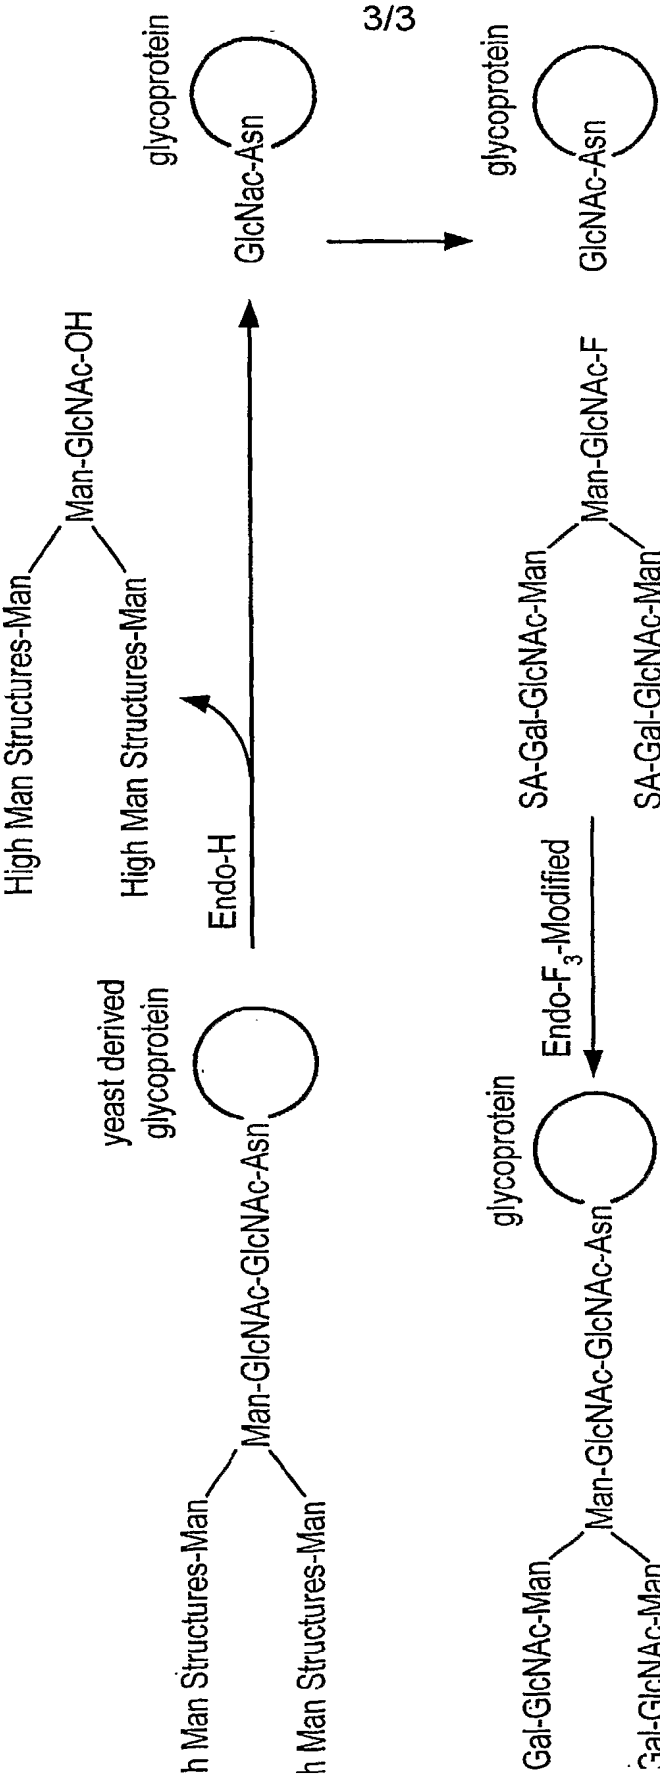 3/3
High Man Structures-Man
Man-GlcNAc-OH
High Man Structures-Man
yeast derived
glycoprotein
h Man Structures-Man
Man-GlcNAc-GlcNAc-Asn
h Man Structures-Man
Endo-H
glycoprotein
GlcNac-Asn
glycoprotein
GlcNAc-Asn
SA-Gal-GlcNAc-Man
Man-GlcNAc-F
SA-Gal-GlcNAc-Man
Endo-F3-Modified
glycoprotein
Gal-GlcNAc-Man
Man-GlcNAc-GlcNAc-Asn
Gal-GlcNAc-Man